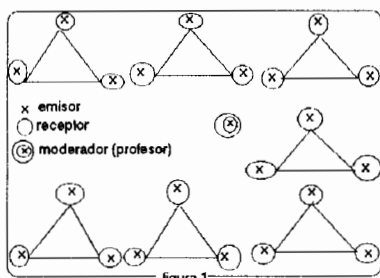 x emisor
receptor
moderador (profesor)
figura 1